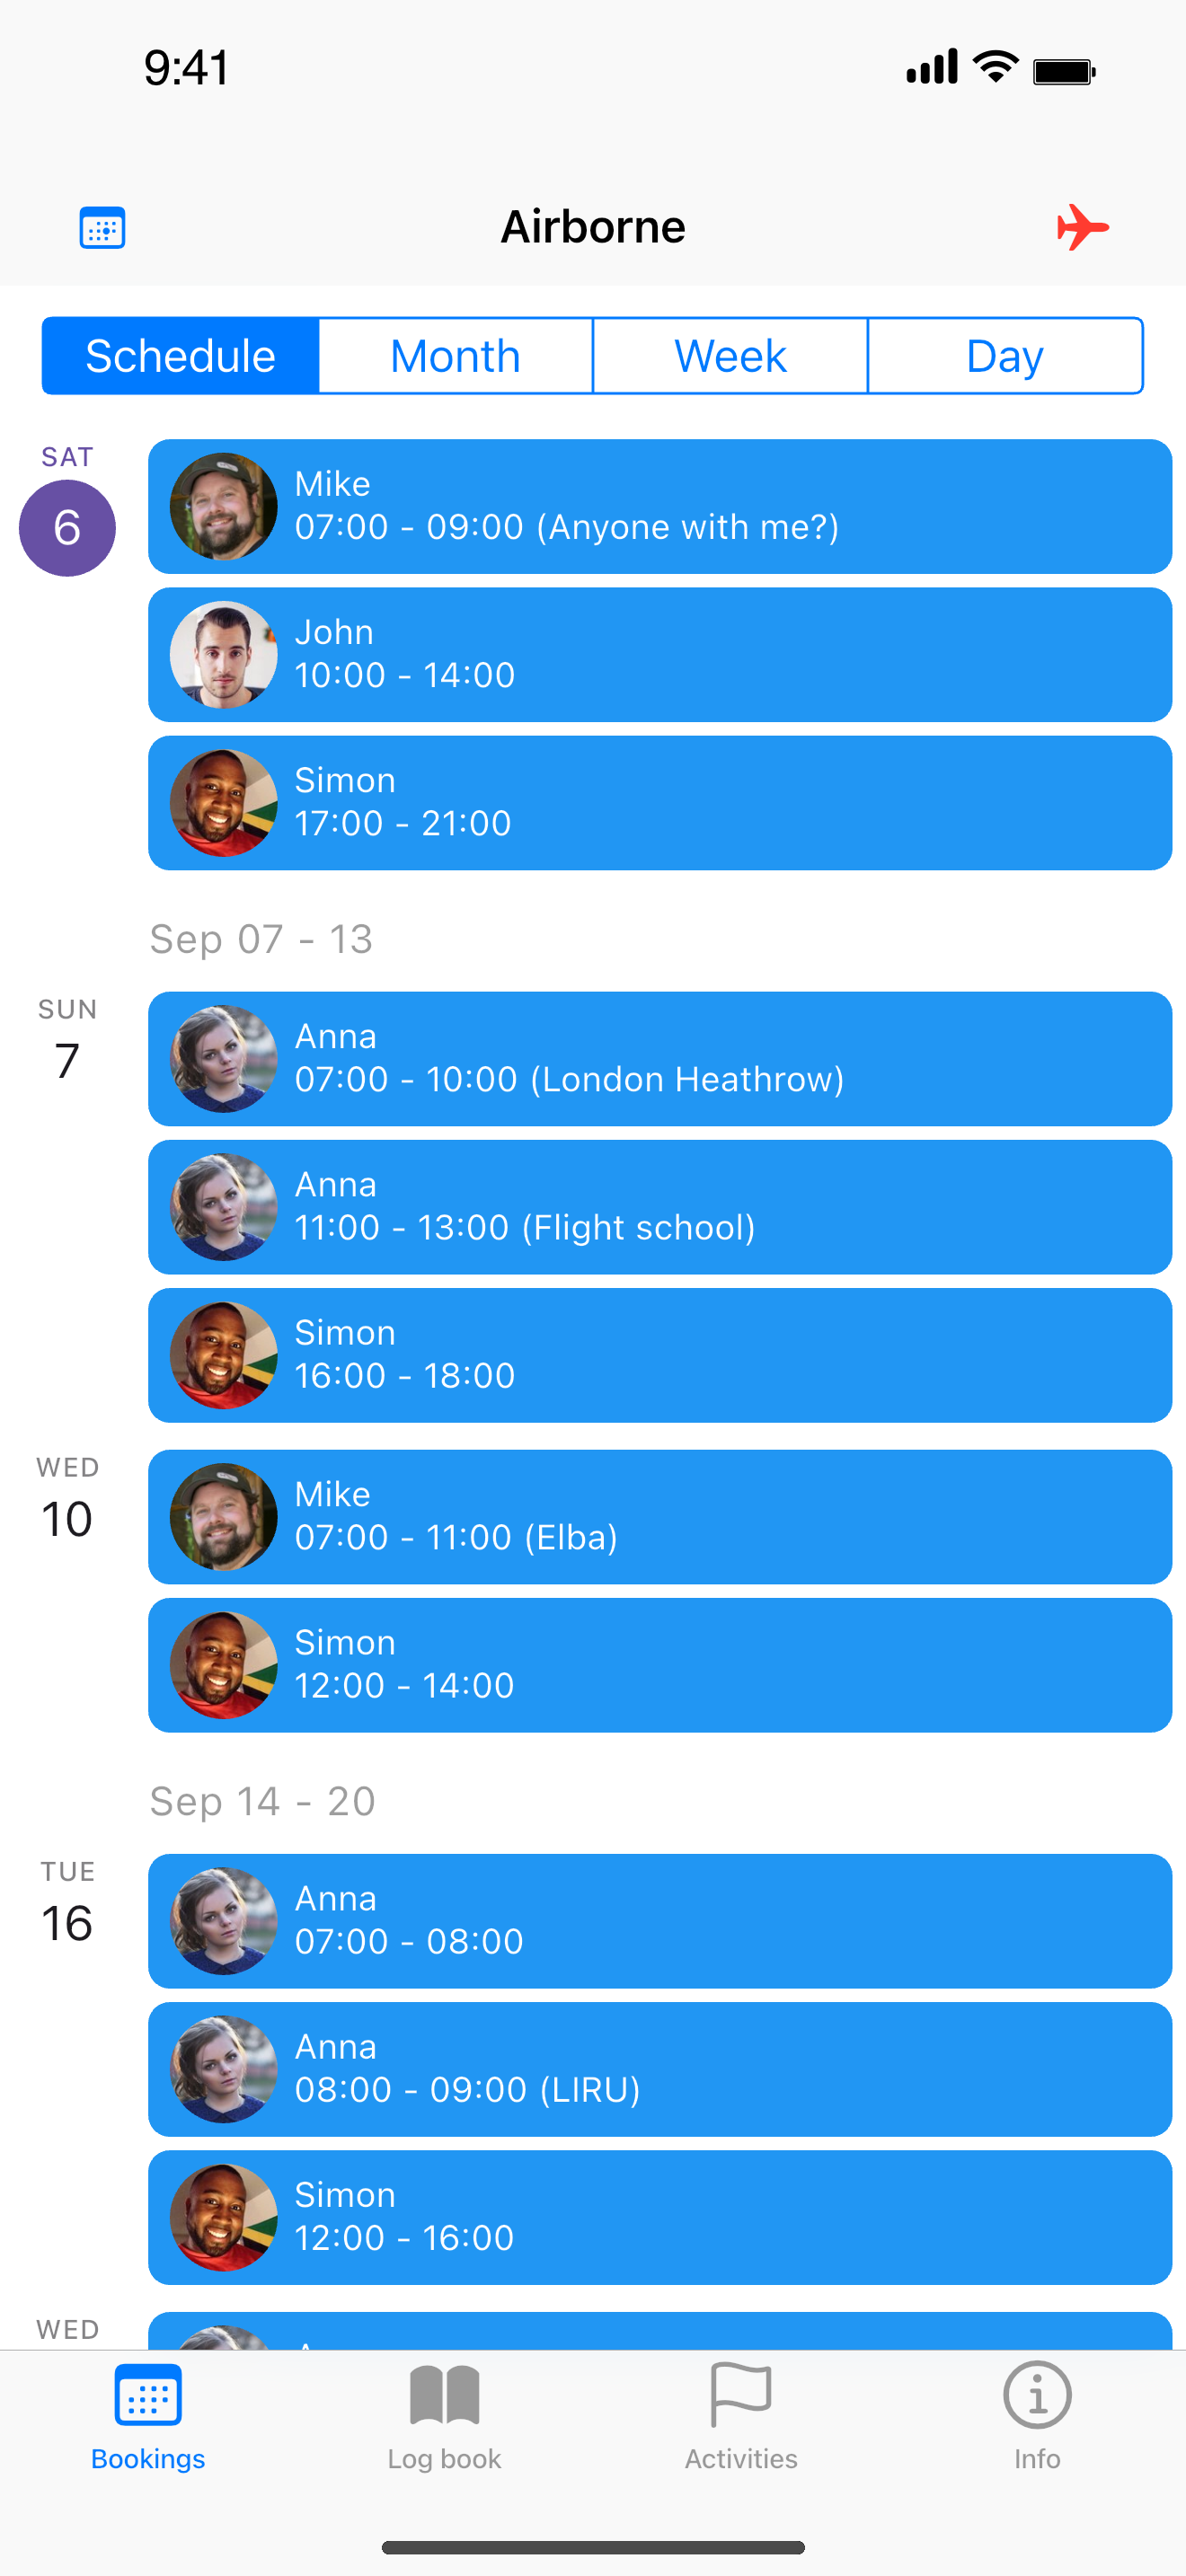 9:41
Airborne
Schedule
Month
Week
Day
SAT
6
Mike
07:00 - 09:00 (Anyone with me?)
John
10:00 - 14:00
Simon
17:00 - 21:00
Sep 07 - 13
SUN
7
Anna
07:00 - 10:00 (London Heathrow)
Anna
11:00 - 13:00 (Flight school)
Simon
16:00 - 18:00
WED
10
Mike
07:00 - 11:00 (Elba)
Simon
12:00 - 14:00
Sep 14 - 20
TUE
16
Anna
07:00 - 08:00
Anna
08:00 - 09:00 (LIRU)
Simon
12:00 - 16:00
WED
Bookings
Log book
Activities
Info